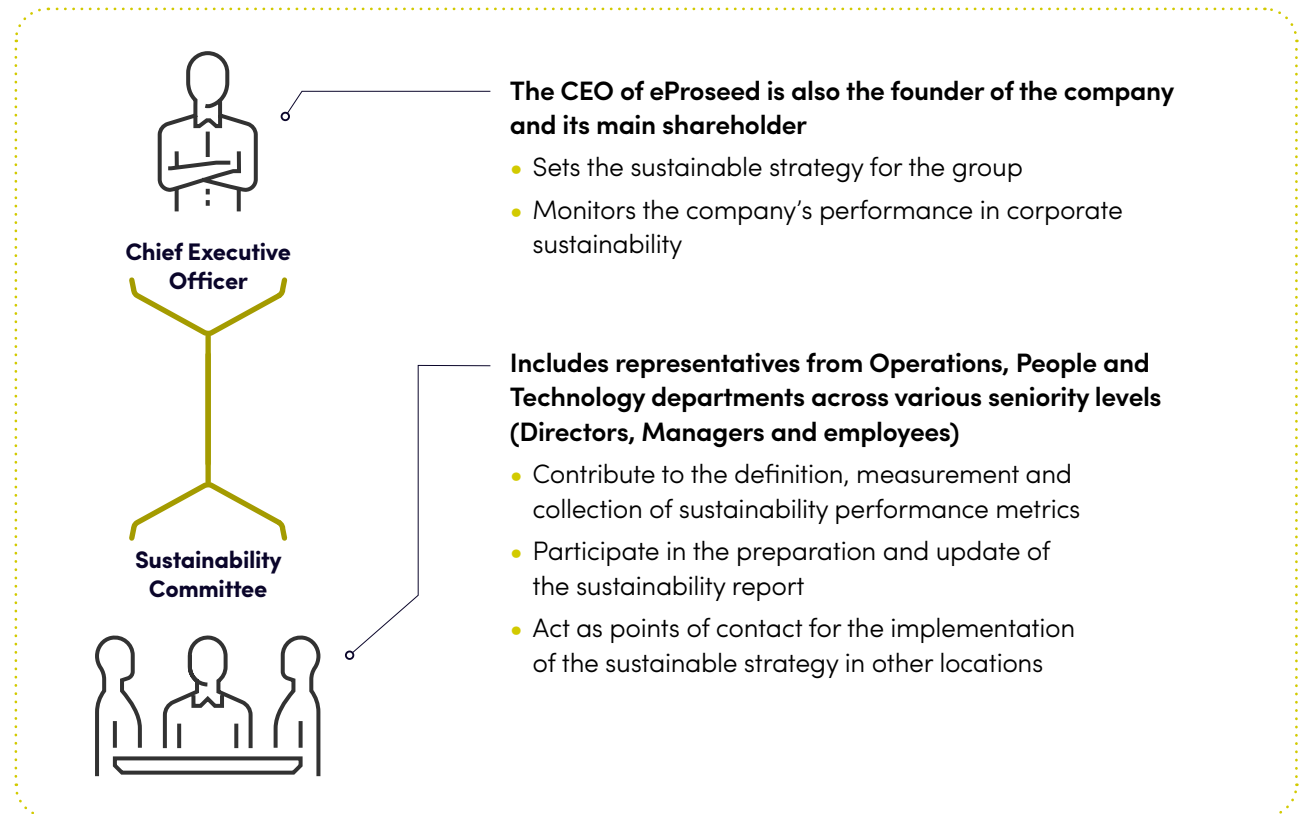 The CEO of eProseed is also the founder of the company
and its main shareholder
• Sets the sustainable strategy for the group
• Monitors the company's performance in corporate
sustainability
Chief Executive
Officer
Includes representatives from Operations, People and
Technology departments across various seniority levels
(Directors, Managers and employees)
• Contribute to the definition, measurement and
collection of sustainability performance metrics
• Participate in the preparation and update of
the sustainability report
• Act as points of contact for the implementation
of the sustainable strategy in other locations
Sustainability
Committee